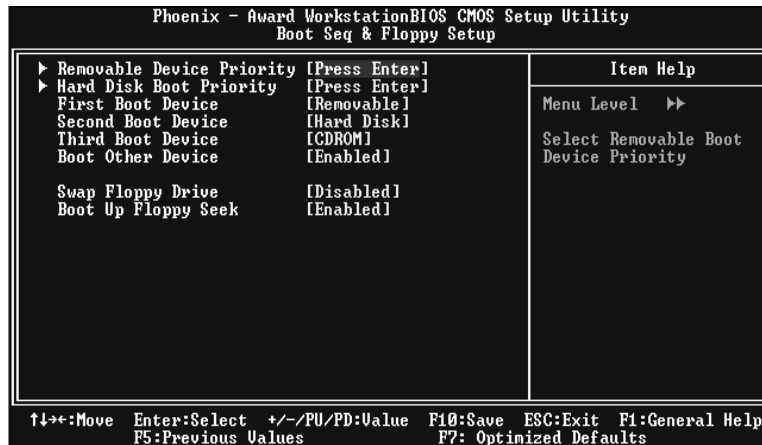 Phoenix - Award WorkstationBIOS CMOS Setup Utility
Boot Seq & Floppy Setup
Removable Device Priority [Press Enter]
Hard Disk Boot Priority [Press Enter]
First Boot Device [Removable]
Second Boot Device [Hard Disk]
Third Boot Device [CDROM]
Boot Other Device [Enabled]
Swap Floppy Drive [Disabled]
Boot Up Floppy Seek [Enabled]
Item Help
Menu Level ▸▸
Select Removable Boot
Device Priority
↑↓→←:Move Enter:Select +/-/PU/PD:Value F10:Save ESC:Exit F1:General Help
F5:Previous Values F7: Optimized Defaults